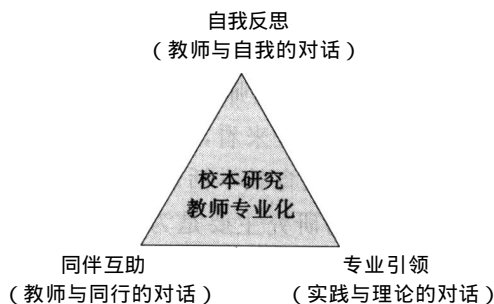 自我反思
（教师与自我的对话）
校本研究
教师专业化
同伴互助
专业引领
（教师与同行的对话）
（实践与理论的对话）